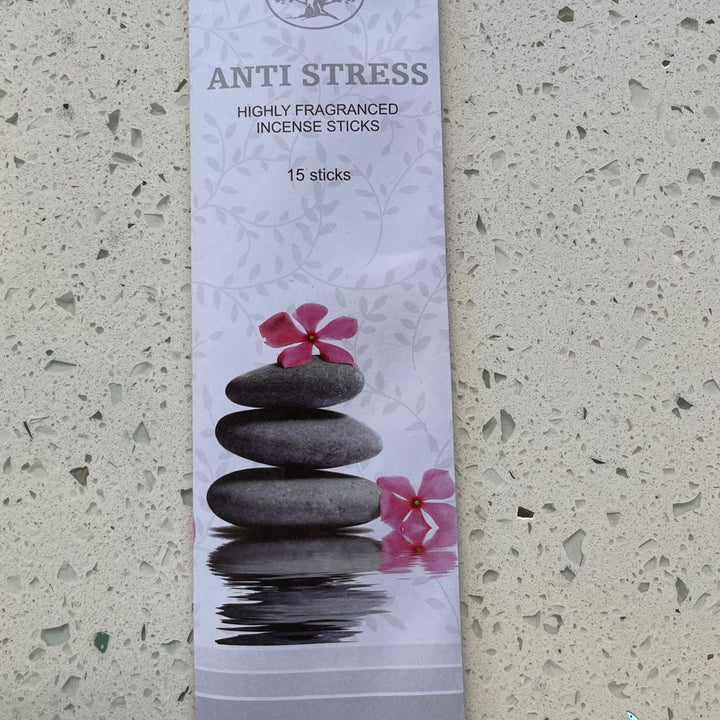 ANTI STRESS
HIGHLY FRAGRANCED
INCENSE STICKS
15 sticks